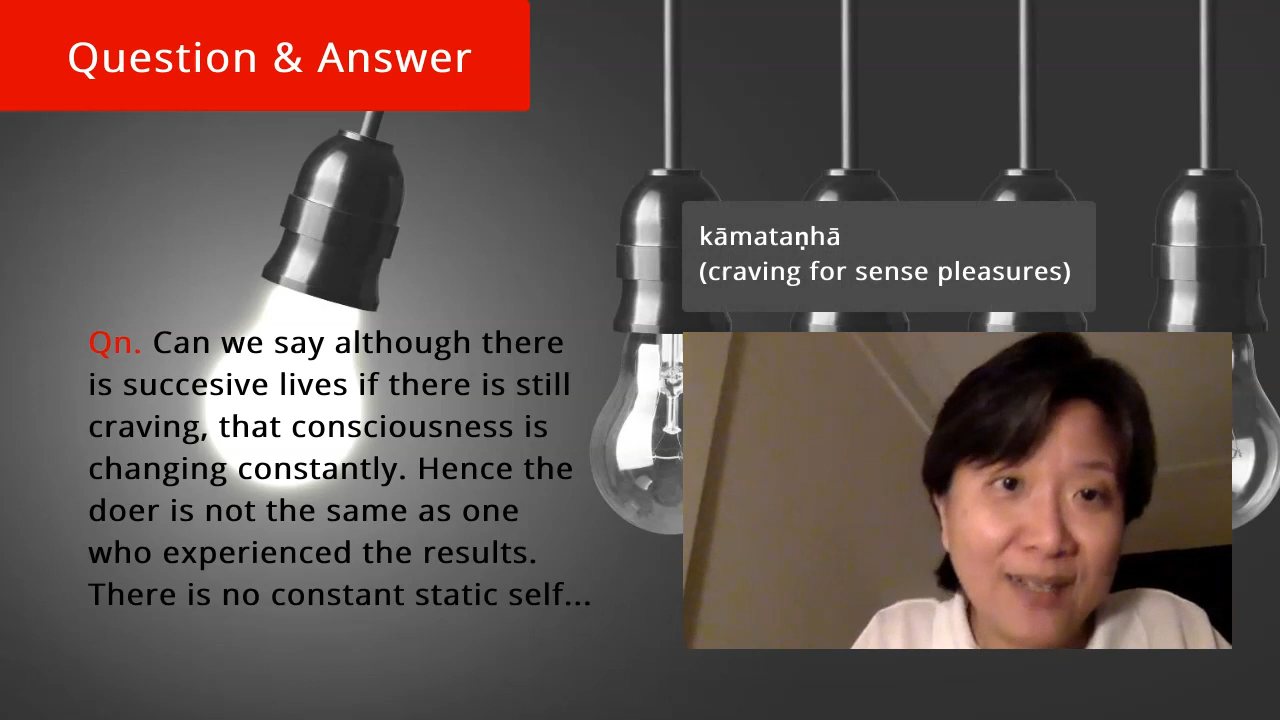 Question & Answer
kāmataṇhā
(craving for sense pleasures)
Qn. Can we say although there
is succesive lives if there is still
craving, that consciousness is
changing constantly. Hence the
doer is not the same as one
who experienced the results.
There is no constant static self...